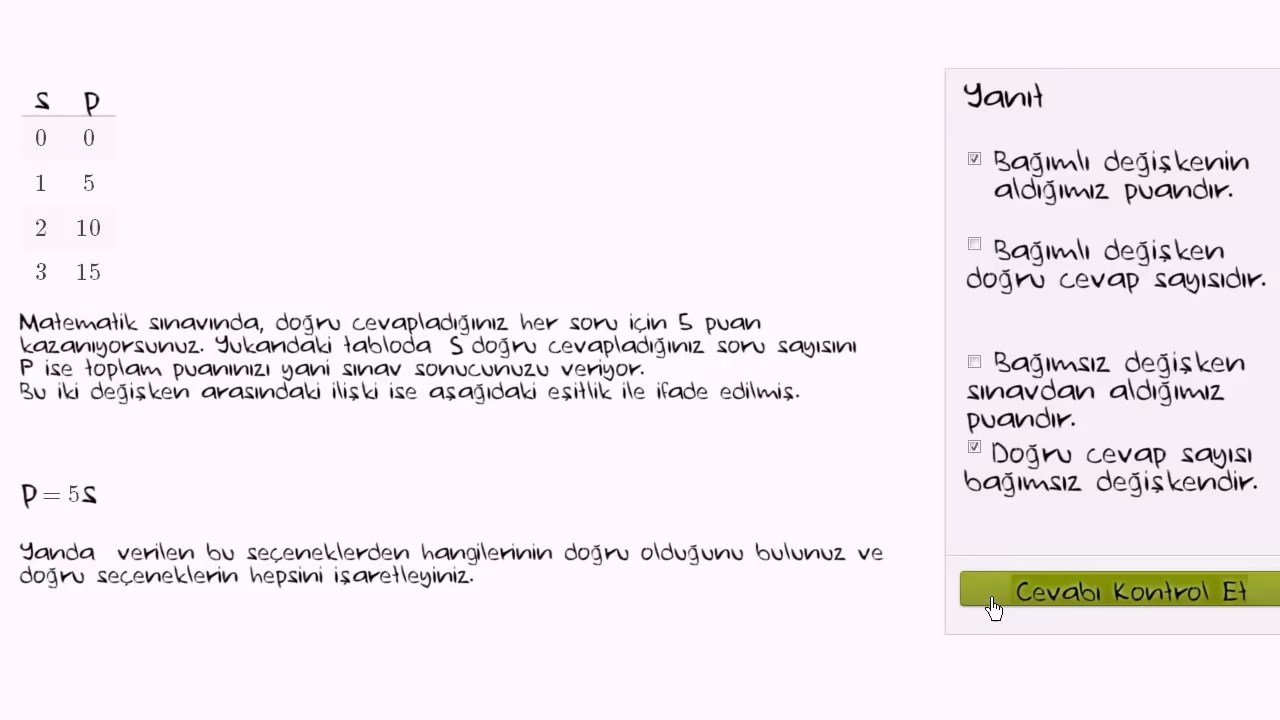 s p
0 0
1 5
2 10
3 15
Matematik sınavında, doğru cevapladığınız her soru için 5 puan
kazanıyorsunuz. Yukarıdaki tabloda S doğru cevapladığınız soru sayısını
P ise toplam puanınızı yani sınav sonucunuzu veriyor.
Bu iki değişken arasındaki ilişki ise aşağıdaki eşitlik ile ifade edilmiş.
P = 5s
Yanda verilen bu seçeneklerden hangilerinin doğru olduğunu bulunuz ve
doğru seçeneklerin hepsini işaretleyiniz.
Yanıt
Bağımlı değişkenin
aldığımız puandır.
Bağımlı değişken
doğru cevap sayısıdır.
Bağımsız değişken
sınavdan aldığımız
puandır.
Doğru cevap sayısı
bağımsız değişkendir.
Cevabı Kontrol Et